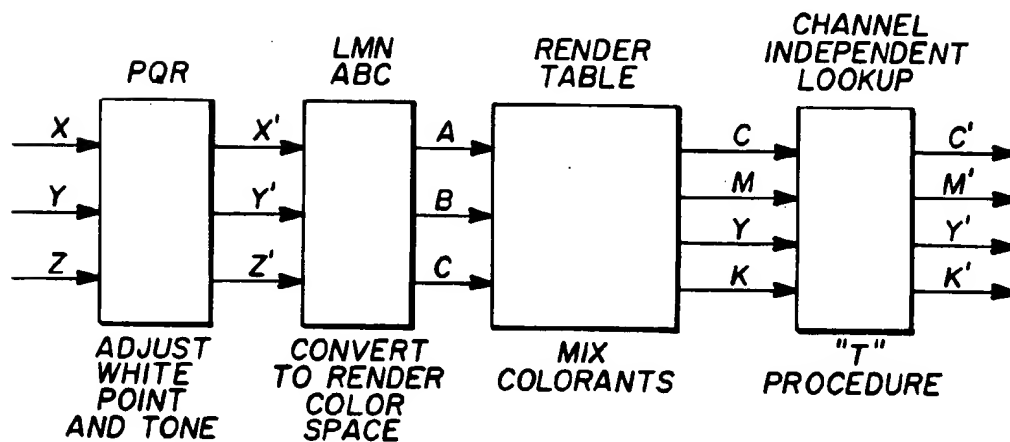 PQR
LMN
ABC
RENDER
TABLE
CHANNEL
INDEPENDENT
LOOKUP
X
Y
Z
X'
Y'
Z'
A
B
C
C
M
Y
K
C'
M'
Y'
K'
ADJUST
WHITE
POINT
AND TONE
CONVERT
TO RENDER
COLOR
SPACE
MIX
COLORANTS
"T"
PROCEDURE